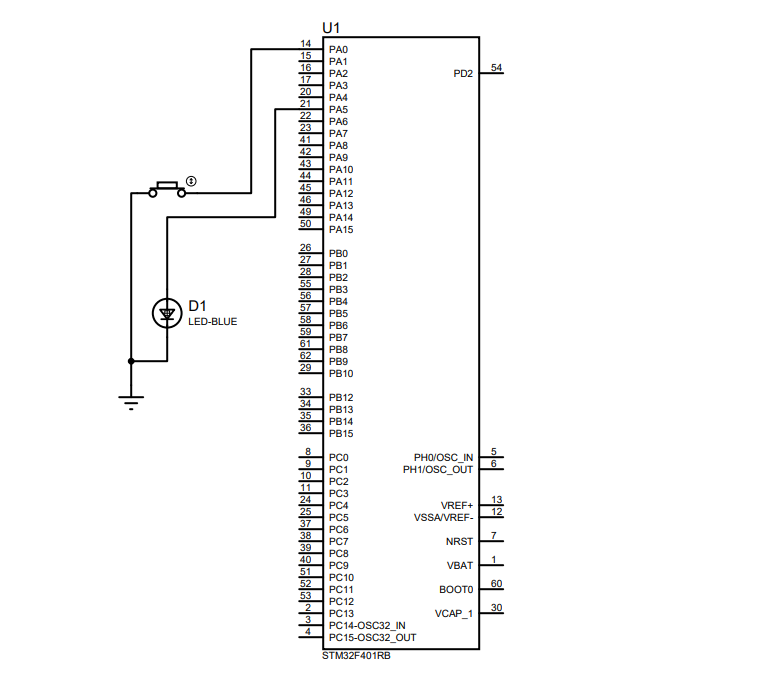 U1
14 PA0
15 PA1
16 PA2
17 PA3
20 PA4
21 PA5
22 PA6
23 PA7
41 PA8
42 PA9
43 PA10
44 PA11
45 PA12
46 PA13
49 PA14
50 PA15
26 PB0
27 PB1
28 PB2
55 PB3
56 PB4
57 PB5
58 PB6
59 PB7
61 PB8
62 PB9
29 PB10
33 PB12
34 PB13
35 PB14
36 PB15
8 PC0
9 PC1
10 PC2
11 PC3
24 PC4
25 PC5
37 PC6
38 PC7
39 PC8
40 PC9
51 PC10
52 PC11
53 PC12
2 PC13
3 PC14-OSC32_IN
4 PC15-OSC32_OUT
PD2 54
PH0/OSC_IN 5
PH1/OSC_OUT 6
VREF+ 13
VSSA/VREF- 12
NRST 7
VBAT 1
BOOT0 60
VCAP_1 30
STM32F401RB
D1
LED-BLUE